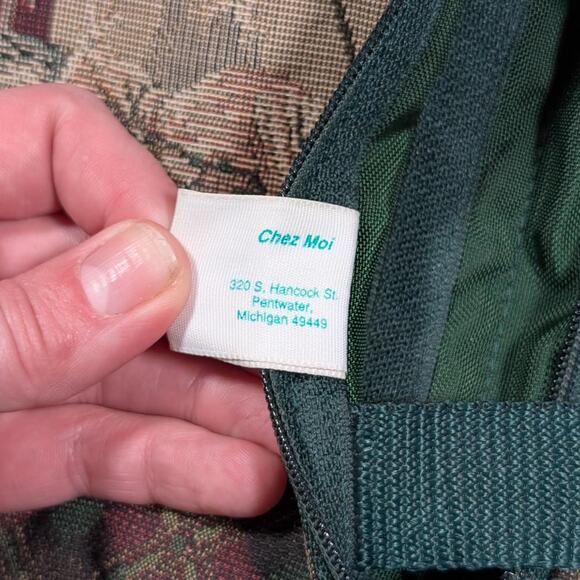 Chez Moi
320 S. Hancock St.
Pentwater,
Michigan 49449